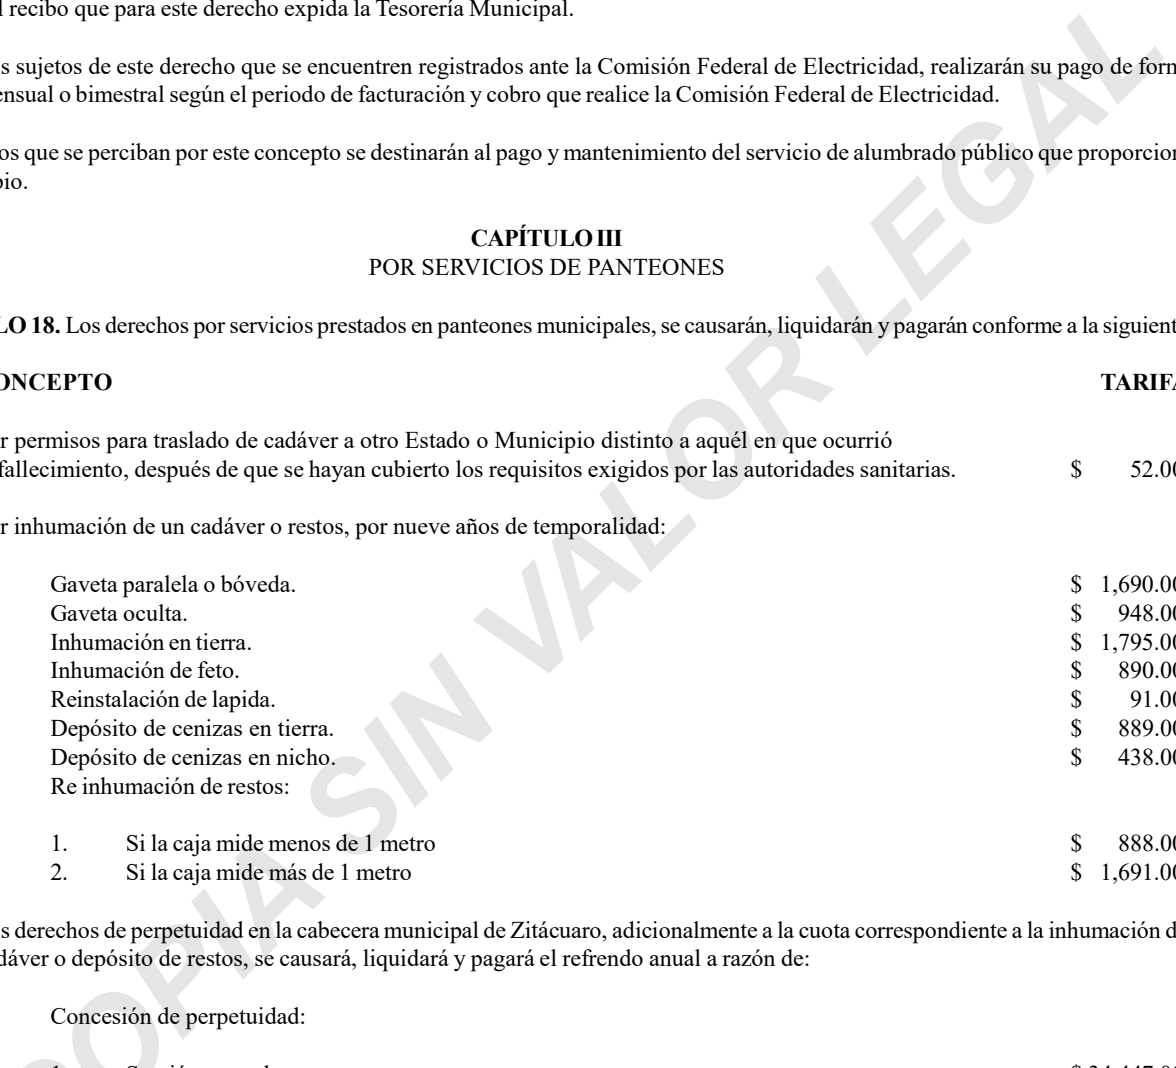 l recibo que para este derecho expida la Tesorería Municipal.
s sujetos de este derecho que se encuentren registrados ante la Comisión Federal de Electricidad, realizarán su pago de form
ensual o bimestral según el periodo de facturación y cobro que realice la Comisión Federal de Electricidad.
os que se perciban por este concepto se destinarán al pago y mantenimiento del servicio de alumbrado público que proporcion
pio.
CAPÍTULO III
POR SERVICIOS DE PANTEONES
LO 18. Los derechos por servicios prestados en panteones municipales, se causarán, liquidarán y pagarán conforme a la siguient
ONCEPTO TARIFA
r permisos para traslado de cadáver a otro Estado o Municipio distinto a aquél en que ocurrió
fallecimiento, después de que se hayan cubierto los requisitos exigidos por las autoridades sanitarias. $ 52.00
r inhumación de un cadáver o restos, por nueve años de temporalidad:
Gaveta paralela o bóveda. $ 1,690.00
Gaveta oculta. $ 948.00
Inhumación en tierra. $ 1,795.00
Inhumación de feto. $ 890.00
Reinstalación de lapida. $ 91.00
Depósito de cenizas en tierra. $ 889.00
Depósito de cenizas en nicho. $ 438.00
Re inhumación de restos:
1. Si la caja mide menos de 1 metro $ 888.00
2. Si la caja mide más de 1 metro $ 1,691.00
s derechos de perpetuidad en la cabecera municipal de Zitácuaro, adicionalmente a la cuota correspondiente a la inhumación d
dáver o depósito de restos, se causará, liquidará y pagará el refrendo anual a razón de:
Concesión de perpetuidad:
COPIA SIN VALOR LEGAL